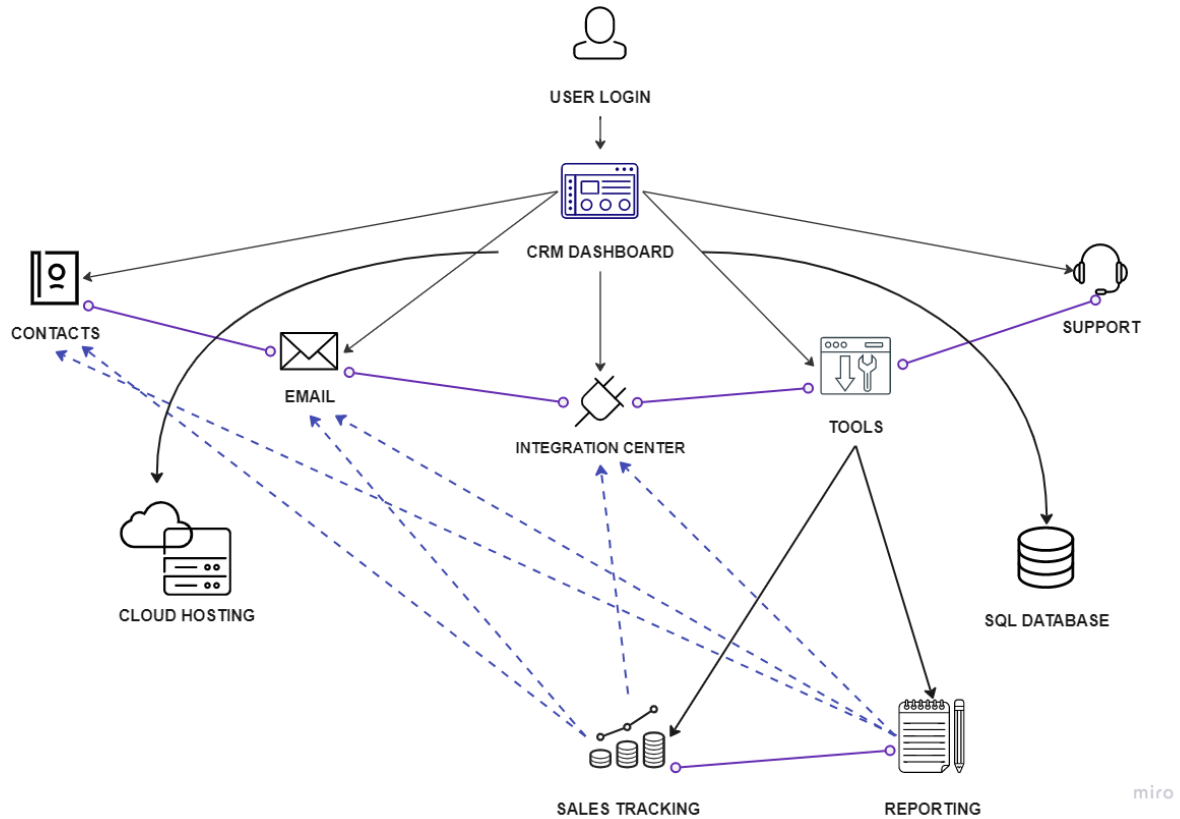 USER LOGIN
CRM DASHBOARD
CONTACTS
SUPPORT
EMAIL
TOOLS
INTEGRATION CENTER
CLOUD HOSTING
SQL DATABASE
SALES TRACKING
REPORTING
miro